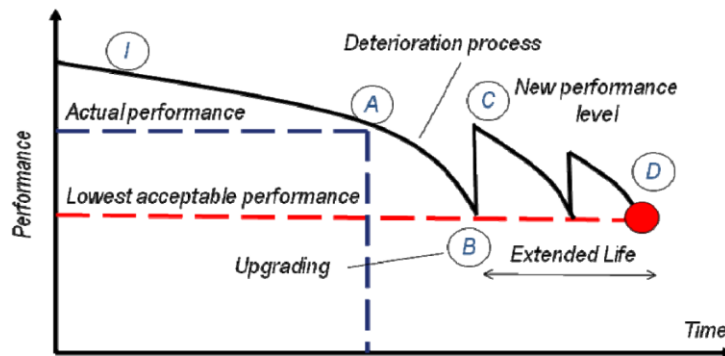 I
Deterioration process
A
C
New performance
level
Actual performance
D
Lowest acceptable performance
Performance
B
Upgrading
Extended Life
Time